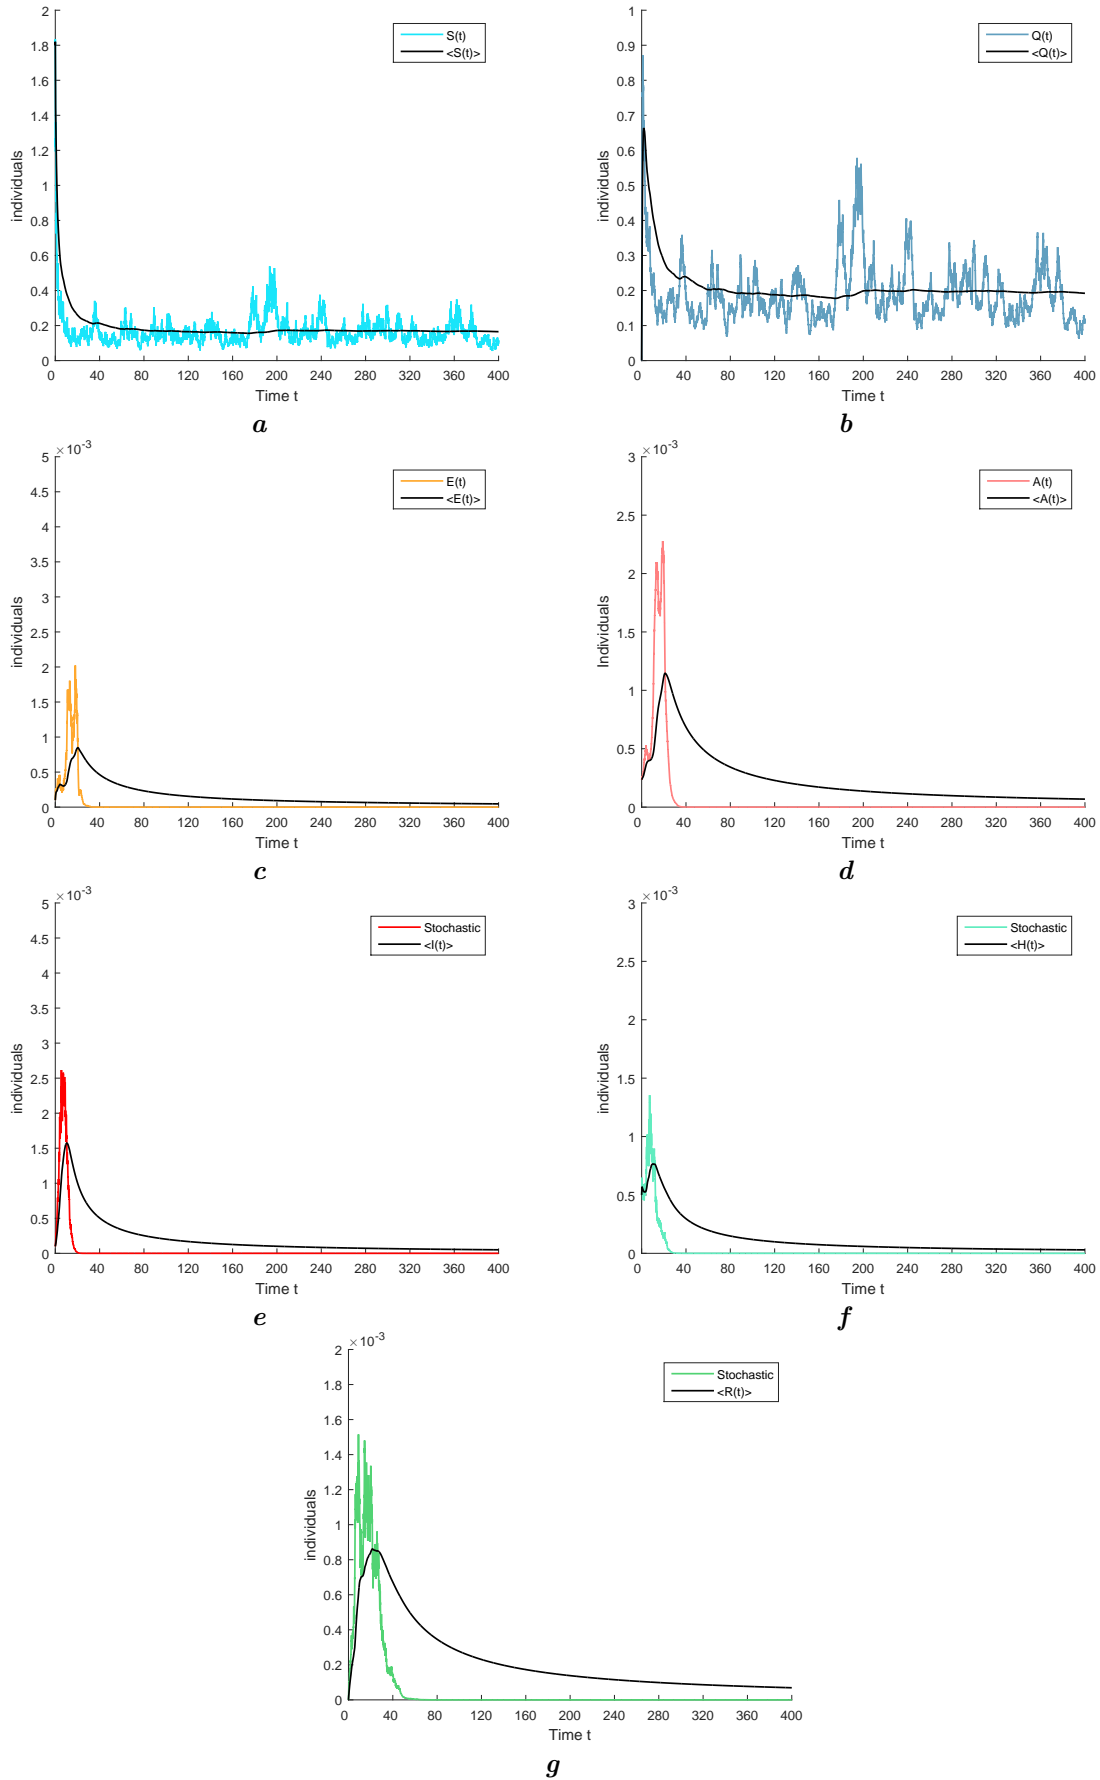 2
1.8
1.6
1.4
1.2
1
0.8
0.6
0.4
0.2
0
individuals
S(t)
<S(t)>
0 40 80 120 160 200 240 280 320 360 400
Time t
a
1
0.9
0.8
0.7
0.6
0.5
0.4
0.3
0.2
0.1
0
individuals
Q(t)
<Q(t)>
0 40 80 120 160 200 240 280 320 360 400
Time t
b
×10-3
5
4.5
4
3.5
3
2.5
2
1.5
1
0.5
0
individuals
E(t)
<E(t)>
0 40 80 120 160 200 240 280 320 360 400
Time t
c
×10-3
3
2.5
2
1.5
1
0.5
0
Individuals
A(t)
<A(t)>
0 40 80 120 160 200 240 280 320 360 400
Time t
d
×10-3
5
4.5
4
3.5
3
2.5
2
1.5
1
0.5
0
individuals
Stochastic
<I(t)>
0 40 80 120 160 200 240 280 320 360 400
Time t
e
×10-3
3
2.5
2
1.5
1
0.5
0
individuals
Stochastic
<H(t)>
0 40 80 120 160 200 240 280 320 360 400
Time t
f
×10-3
2
1.8
1.6
1.4
1.2
1
0.8
0.6
0.4
0.2
0
individuals
Stochastic
<R(t)>
0 40 80 120 160 200 240 280 320 360 400
Time t
g